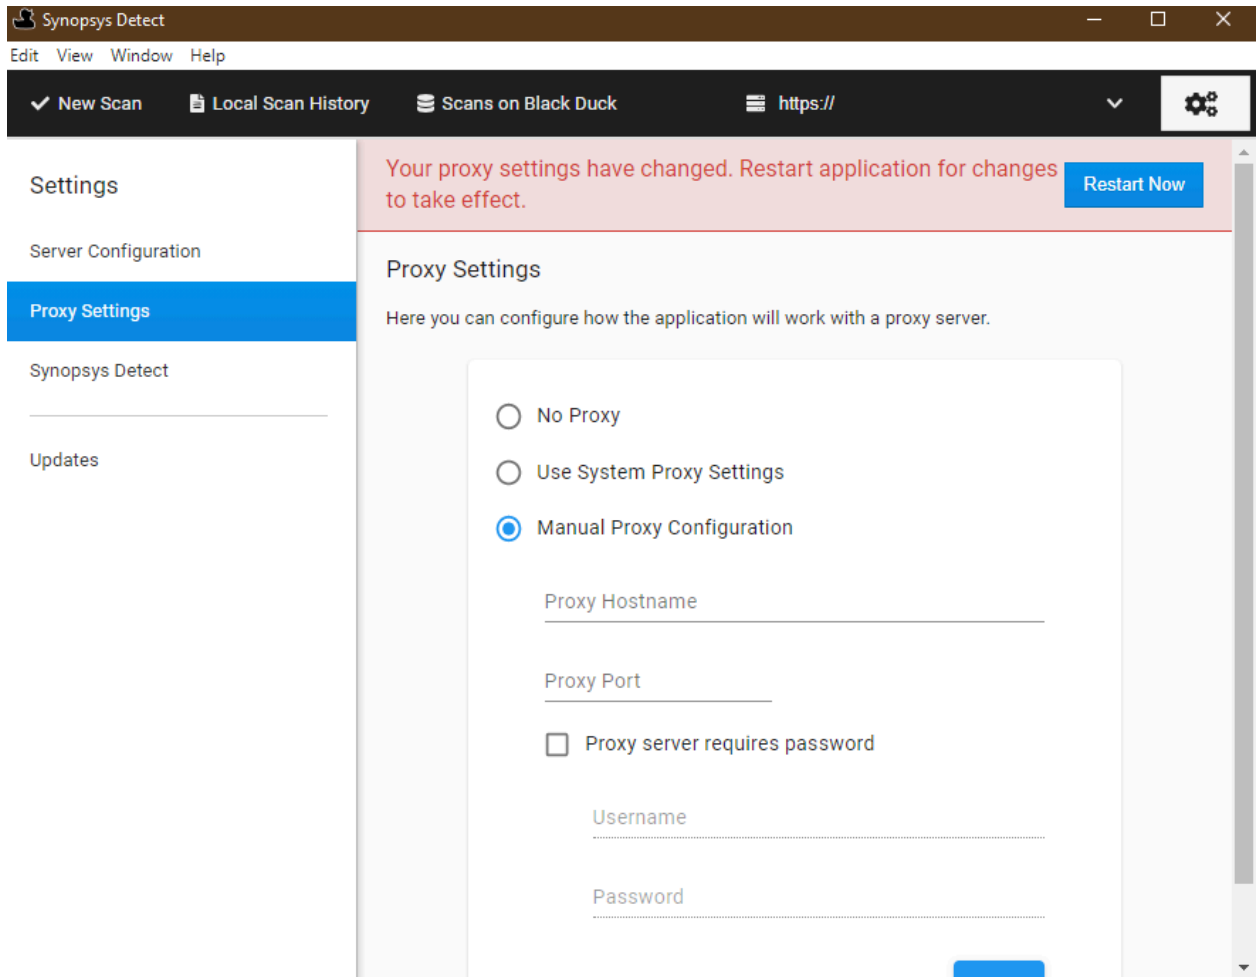 Synopsys Detect
Edit View Window Help
New Scan Local Scan History Scans on Black Duck https://
Settings
Server Configuration
Proxy Settings
Synopsys Detect
Updates
Your proxy settings have changed. Restart application for changes
to take effect.
Restart Now
Proxy Settings
Here you can configure how the application will work with a proxy server.
No Proxy
Use System Proxy Settings
Manual Proxy Configuration
Proxy Hostname
Proxy Port
Proxy server requires password
Username
Password